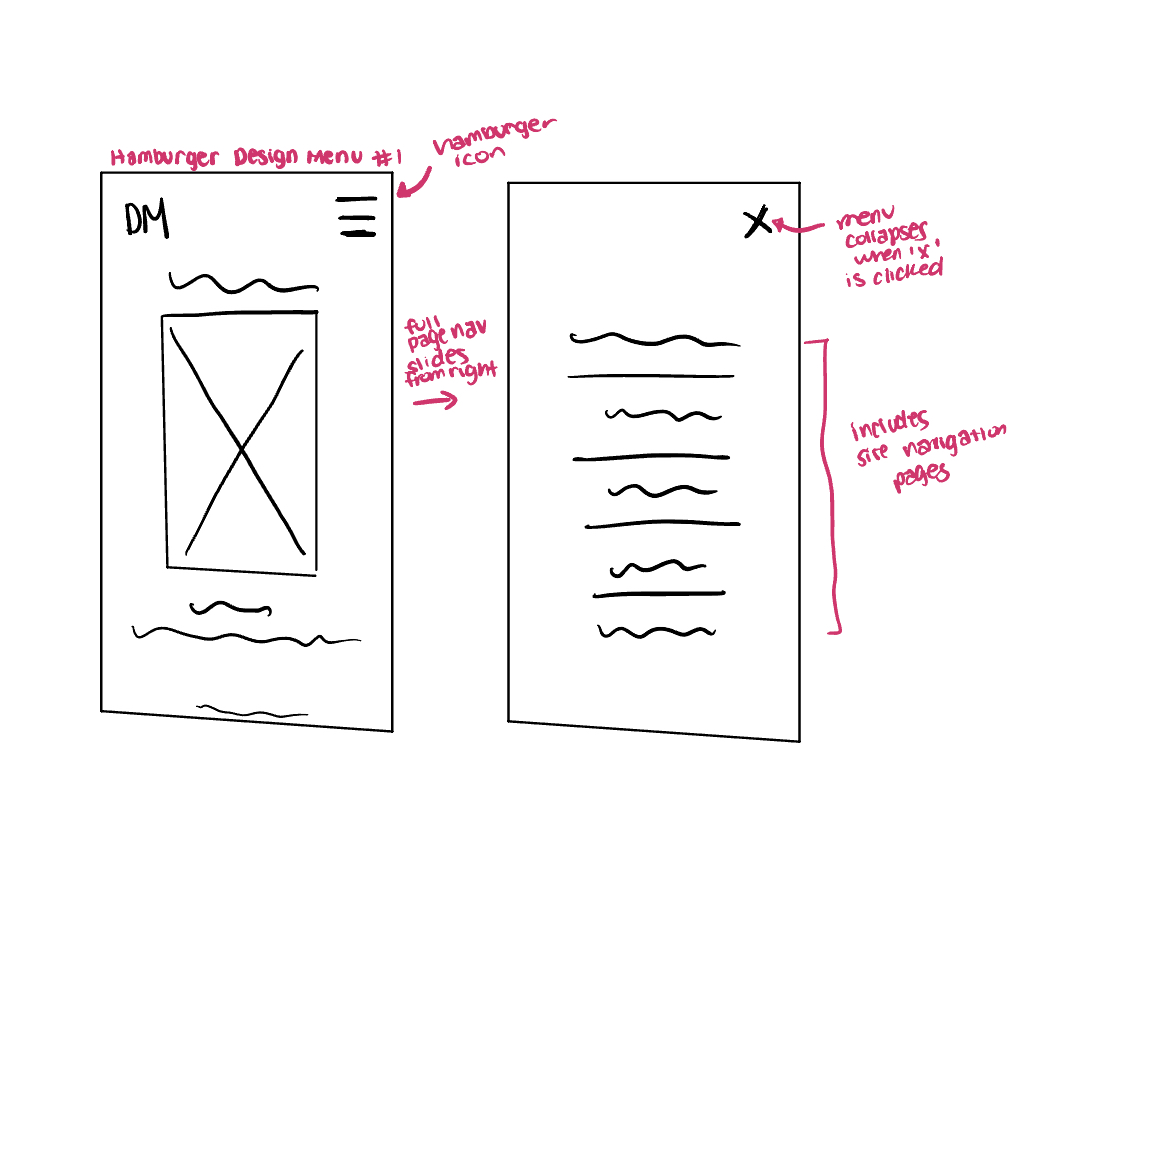 Hamburger Design Menu #1
hamburger
icon
DM
full
page nav
slides
from right
X
menu
collapses
when 'x'
is clicked
includes
site navigation
pages